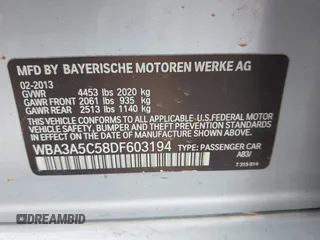 MFD BY BAYERISCHE MOTOREN WERKE AG
02-2013
GVWR 4453 lbs 2020 kg
GAWR FRONT 2061 lbs 935 kg
GAWR REAR 2513 lbs 1140 kg
THIS VEHICLE CONFORMS TO ALL APPLICABLE U.S.FEDERAL MOTOR
VEHICLE SAFETY, BUMPER, AND THEFT PREVENTION STANDARDS
IN EFFECT ON THE DATE OF MANUFACTURE SHOWN ABOVE.
WBA3A5C58DF603194 TYPE: PASSENGER CAR
A83/
DREAMBID